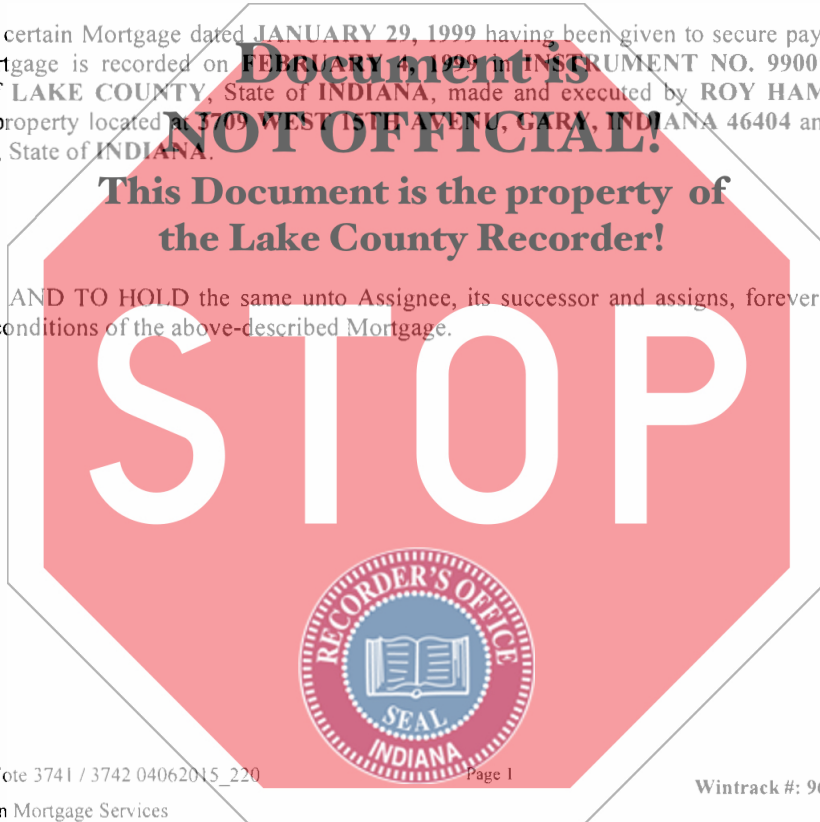 certain Mortgage dated JANUARY 29, 1999 having been given to secure pay
tgage is recorded on FEBRUARY 4, 1999 in INSTRUMENT NO. 9900
LAKE COUNTY, State of INDIANA, made and executed by ROY HAM
property located at 3709 WEST 15TH AVENU, GARY, INDIANA 46404 an
, State of INDIANA.
Document is
NOT OFFICIAL!
This Document is the property of
the Lake County Recorder!
AND TO HOLD the same unto Assignee, its successor and assigns, forever
conditions of the above-described Mortgage.
STOP
RECORDER'S OFFICE
SEAL
INDIANA
ote 3741 / 3742 04062015_220 Page 1
Wintrack #: 96
n Mortgage Services